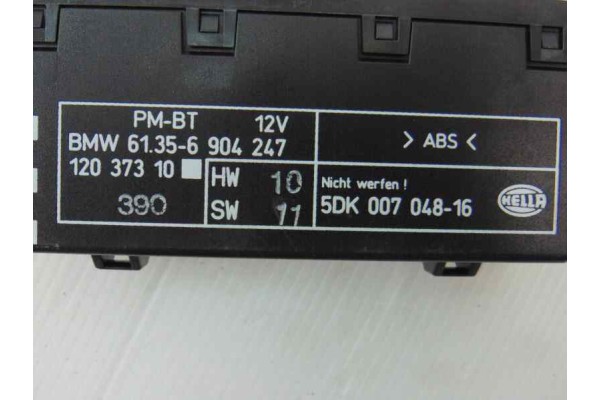 PM-BT 12V
BMW 61.35-6 904 247
120 373 10
HW 10
390
SW 11
> ABS <
Nicht werfen !
5DK 007 048-16
HELLA